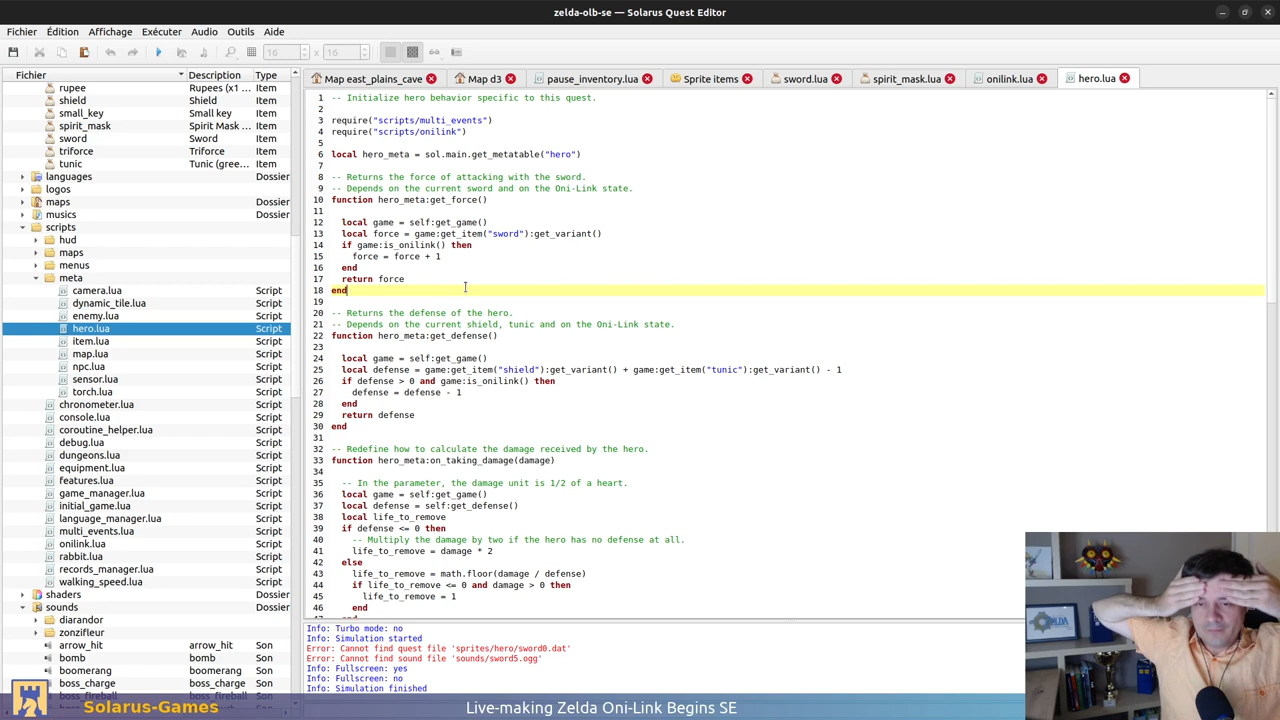 zelda-olb-se — Solarus Quest Editor
Fichier Édition Affichage Exécuter Audio Outils Aide
16 x 16
Fichier Description Type
rupee Rupees (x1 ... Item
shield Shield Item
small_key Small key Item
spirit_mask Spirit Mask ... Item
sword Sword Item
triforce Triforce Item
tunic Tunic (gree... Item
languages Dossier
logos Dossier
maps Dossier
musics Dossier
scripts Dossier
hud Dossier
maps Dossier
menus Dossier
meta Dossier
camera.lua Script
dynamic_tile.lua Script
enemy.lua Script
hero.lua Script
item.lua Script
map.lua Script
npc.lua Script
sensor.lua Script
torch.lua Script
chronometer.lua Script
console.lua Script
coroutine_helper.lua Script
debug.lua Script
dungeons.lua Script
equipment.lua Script
features.lua Script
game_manager.lua Script
initial_game.lua Script
language_manager.lua Script
multi_events.lua Script
onilink.lua Script
rabbit.lua Script
records_manager.lua Script
walking_speed.lua Script
shaders Dossier
sounds Dossier
diarandor Dossier
zonzifleur Dossier
arrow_hit arrow_hit Son
bomb bomb Son
boomerang boomerang Son
boss_charge boss_charge Son
boss_fireball boss_fireball Son
Map east_plains_cave Map d3 pause_inventory.lua Sprite items sword.lua spirit_mask.lua onilink.lua hero.lua
1 -- Initialize hero behavior specific to this quest.
2
3 require("scripts/multi_events")
4 require("scripts/onilink")
5
6 local hero_meta = sol.main.get_metatable("hero")
7
8 -- Returns the force of attacking with the sword.
9 -- Depends on the current sword and on the Oni-Link state.
10 function hero_meta:get_force()
11
12 local game = self:get_game()
13 local force = game:get_item("sword"):get_variant()
14 if game:is_onilink() then
15 force = force + 1
16 end
17 return force
18 end
19
20 -- Returns the defense of the hero.
21 -- Depends on the current shield, tunic and on the Oni-Link state.
22 function hero_meta:get_defense()
23
24 local game = self:get_game()
25 local defense = game:get_item("shield"):get_variant() + game:get_item("tunic"):get_variant() - 1
26 if defense > 0 and game:is_onilink() then
27 defense = defense - 1
28 end
29 return defense
30 end
31
32 -- Redefine how to calculate the damage received by the hero.
33 function hero_meta:on_taking_damage(damage)
34
35 -- In the parameter, the damage unit is 1/2 of a heart.
36 local game = self:get_game()
37 local defense = self:get_defense()
38 local life_to_remove
39 if defense <= 0 then
40 -- Multiply the damage by two if the hero has no defense at all.
41 life_to_remove = damage * 2
42 else
43 life_to_remove = math.floor(damage / defense)
44 if life_to_remove <= 0 and damage > 0 then
45 life_to_remove = 1
46 end
Info: Turbo mode: no
Info: Simulation started
Error: Cannot find quest file 'sprites/hero/sword0.dat'
Error: Cannot find sound file 'sounds/sword5.ogg'
Info: Fullscreen: yes
Info: Fullscreen: no
Info: Simulation finished
Solarus-Games Live-making Zelda Oni-Link Begins SE